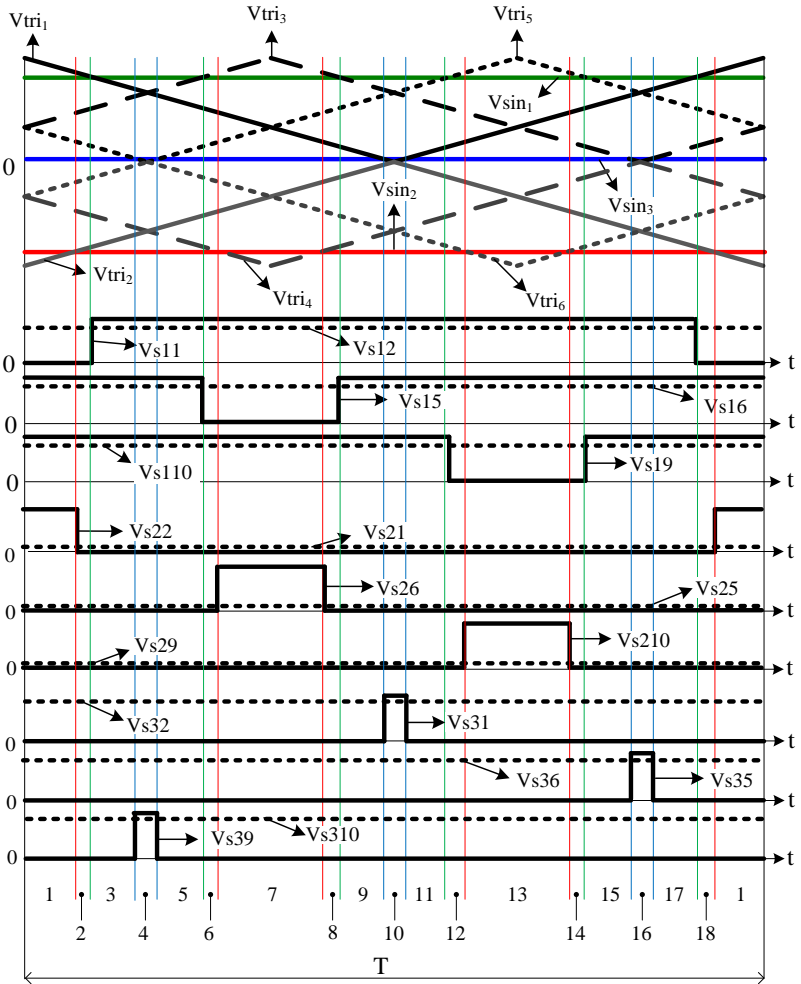 Vtri₁ Vtri₃ Vtri₅
Vsin₁
0
Vsin₂
Vsin₃
Vtri₂ Vtri₄ Vtri₆
0 Vs11 Vs12 t
0 Vs15 Vs16 t
0 Vs110 Vs19 t
0 Vs22 Vs21 t
0 Vs26 Vs25 t
0 Vs29 Vs210 t
0 Vs32 Vs31 t
0 Vs36 Vs35 t
0 Vs39 Vs310 t
1 3 5 7 9 11 13 15 17 1
2 4 6 8 10 12 14 16 18
T